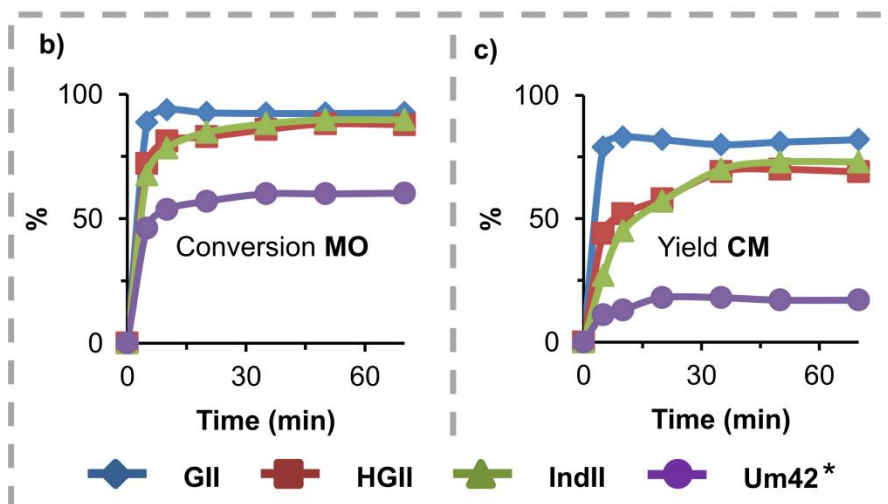 b)
100
50
0
%
Conversion MO
0 30 60
Time (min)
c)
100
50
0
%
Yield CM
0 30 60
Time (min)
GII HGII IndII Um42*